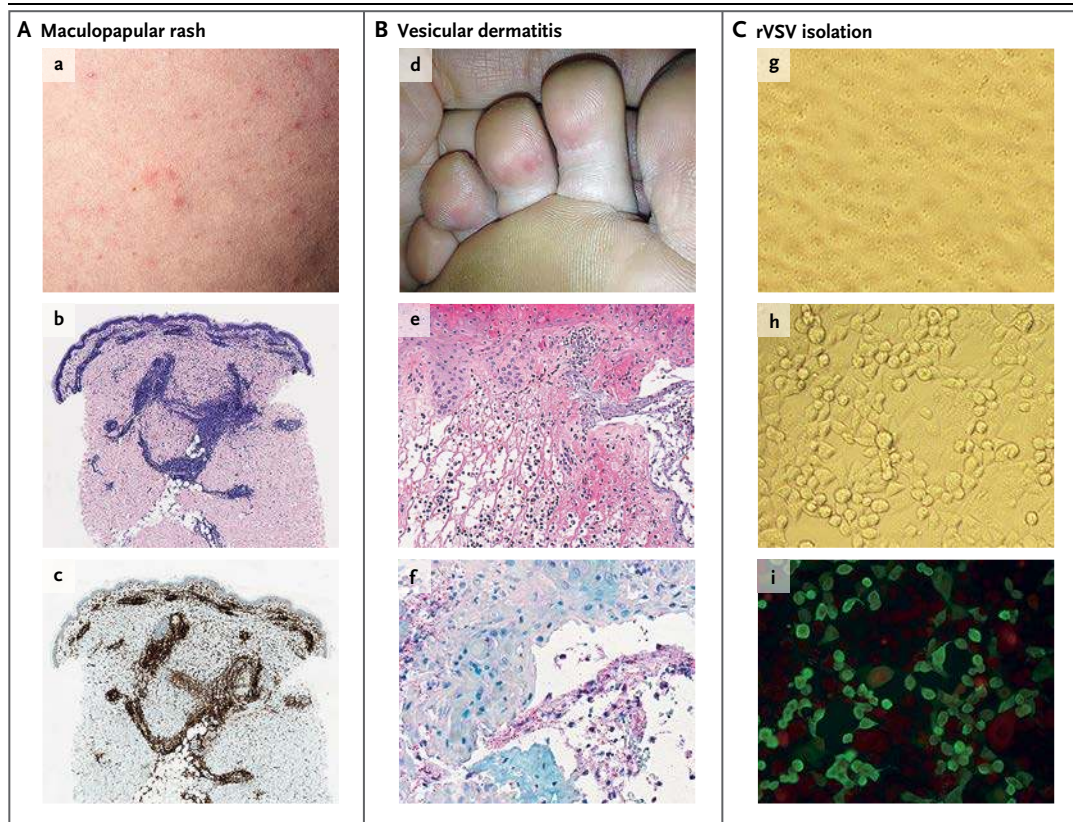 A Maculopapular rash
a
b
c
B Vesicular dermatitis
d
e
f
C rVSV isolation
g
h
i